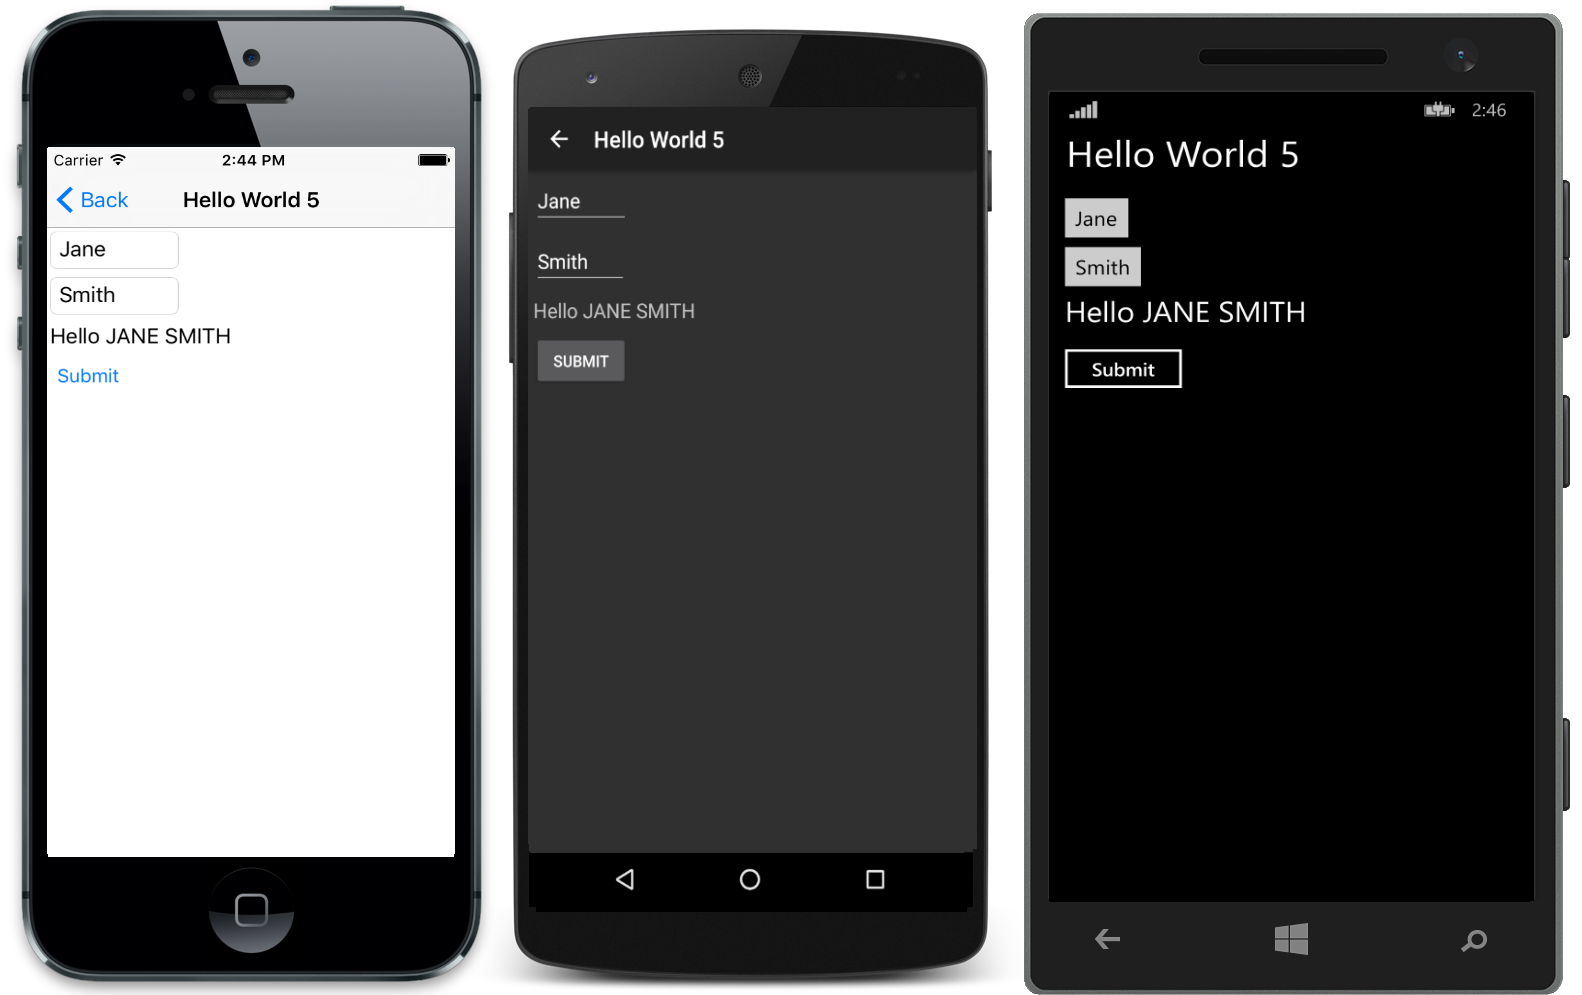 Carrier 2:44 PM
Back Hello World 5
Jane
Smith
Hello JANE SMITH
Submit
Hello World 5
Jane
Smith
Hello JANE SMITH
SUBMIT
2:46
Hello World 5
Jane
Smith
Hello JANE SMITH
Submit